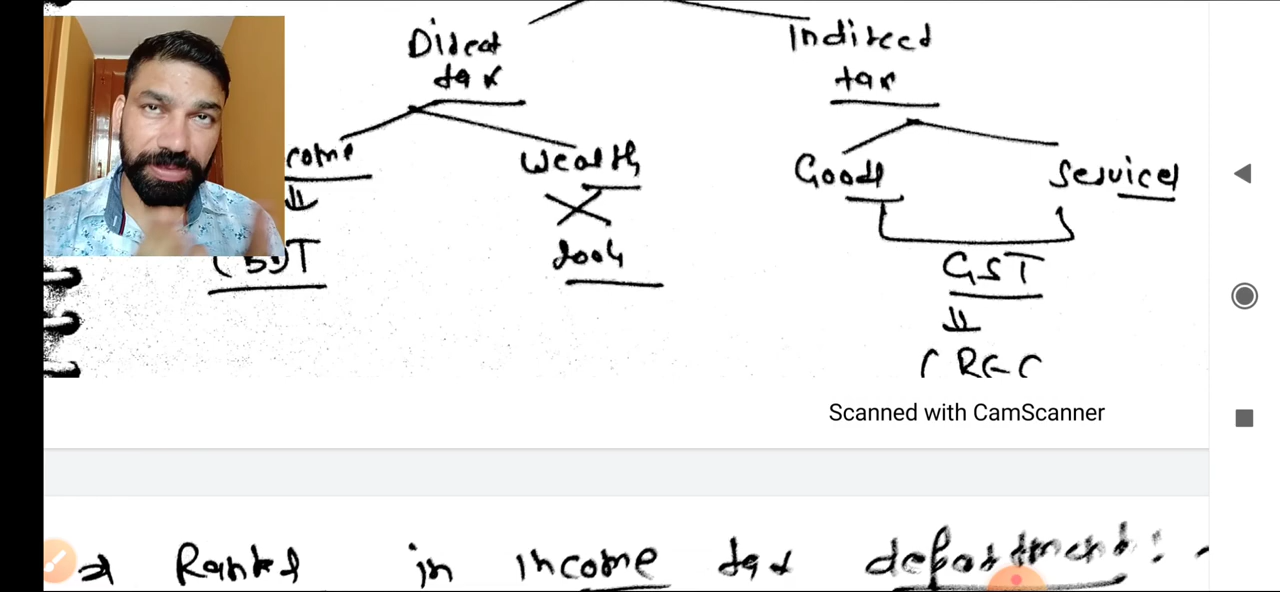 Direct Indirect
tax tax
come Wealth Goods Services
2004
CBDT GST
CBEC
Scanned with CamScanner
⇒ Ranks in income tax department:-